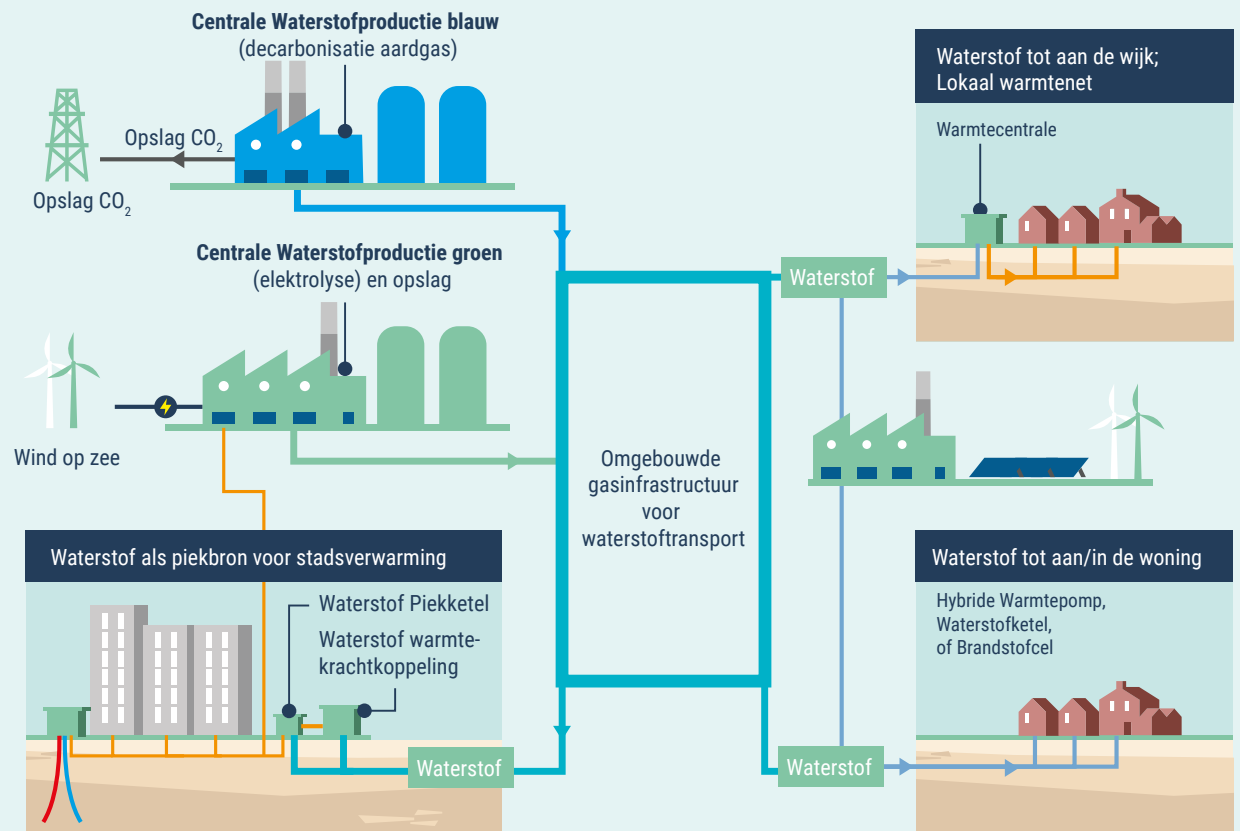 Centrale Waterstofproductie blauw
(decarbonisatie aardgas)
Opslag CO₂
Opslag CO₂
Centrale Waterstofproductie groen
(elektrolyse) en opslag
Wind op zee
Omgebouwde
gasinfrastructuur
voor
waterstoftransport
Waterstof
Waterstof tot aan de wijk;
Lokaal warmtenet
Warmtecentrale
Waterstof als piekbron voor stadsverwarming
Waterstof Piekketel
Waterstof warmte-
krachtkoppeling
Waterstof
Waterstof
Waterstof tot aan/in de woning
Hybride Warmtepomp,
Waterstofketel,
of Brandstofcel